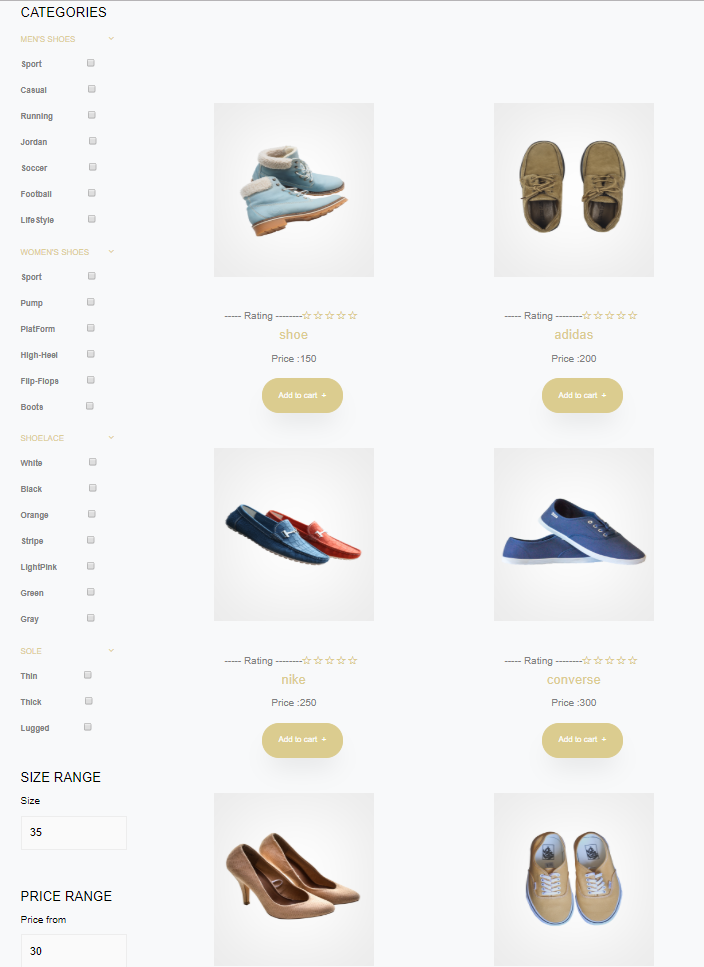 CATEGORIES
MEN'S SHOES
Sport
Casual
Running
Jordan
Soccer
Football
LifeStyle
WOMEN'S SHOES
Sport
Pump
PlatForm
High-Heel
Flip-Flops
Boots
SHOELACE
White
Black
Orange
Stripe
LightPink
Green
Gray
SOLE
Thin
Thick
Lugged
SIZE RANGE
Size
35
PRICE RANGE
Price from
30
----- Rating --------☆☆☆☆☆
shoe
Price :150
Add to cart +
----- Rating --------☆☆☆☆☆
adidas
Price :200
Add to cart +
----- Rating --------☆☆☆☆☆
nike
Price :250
Add to cart +
----- Rating --------☆☆☆☆☆
converse
Price :300
Add to cart +